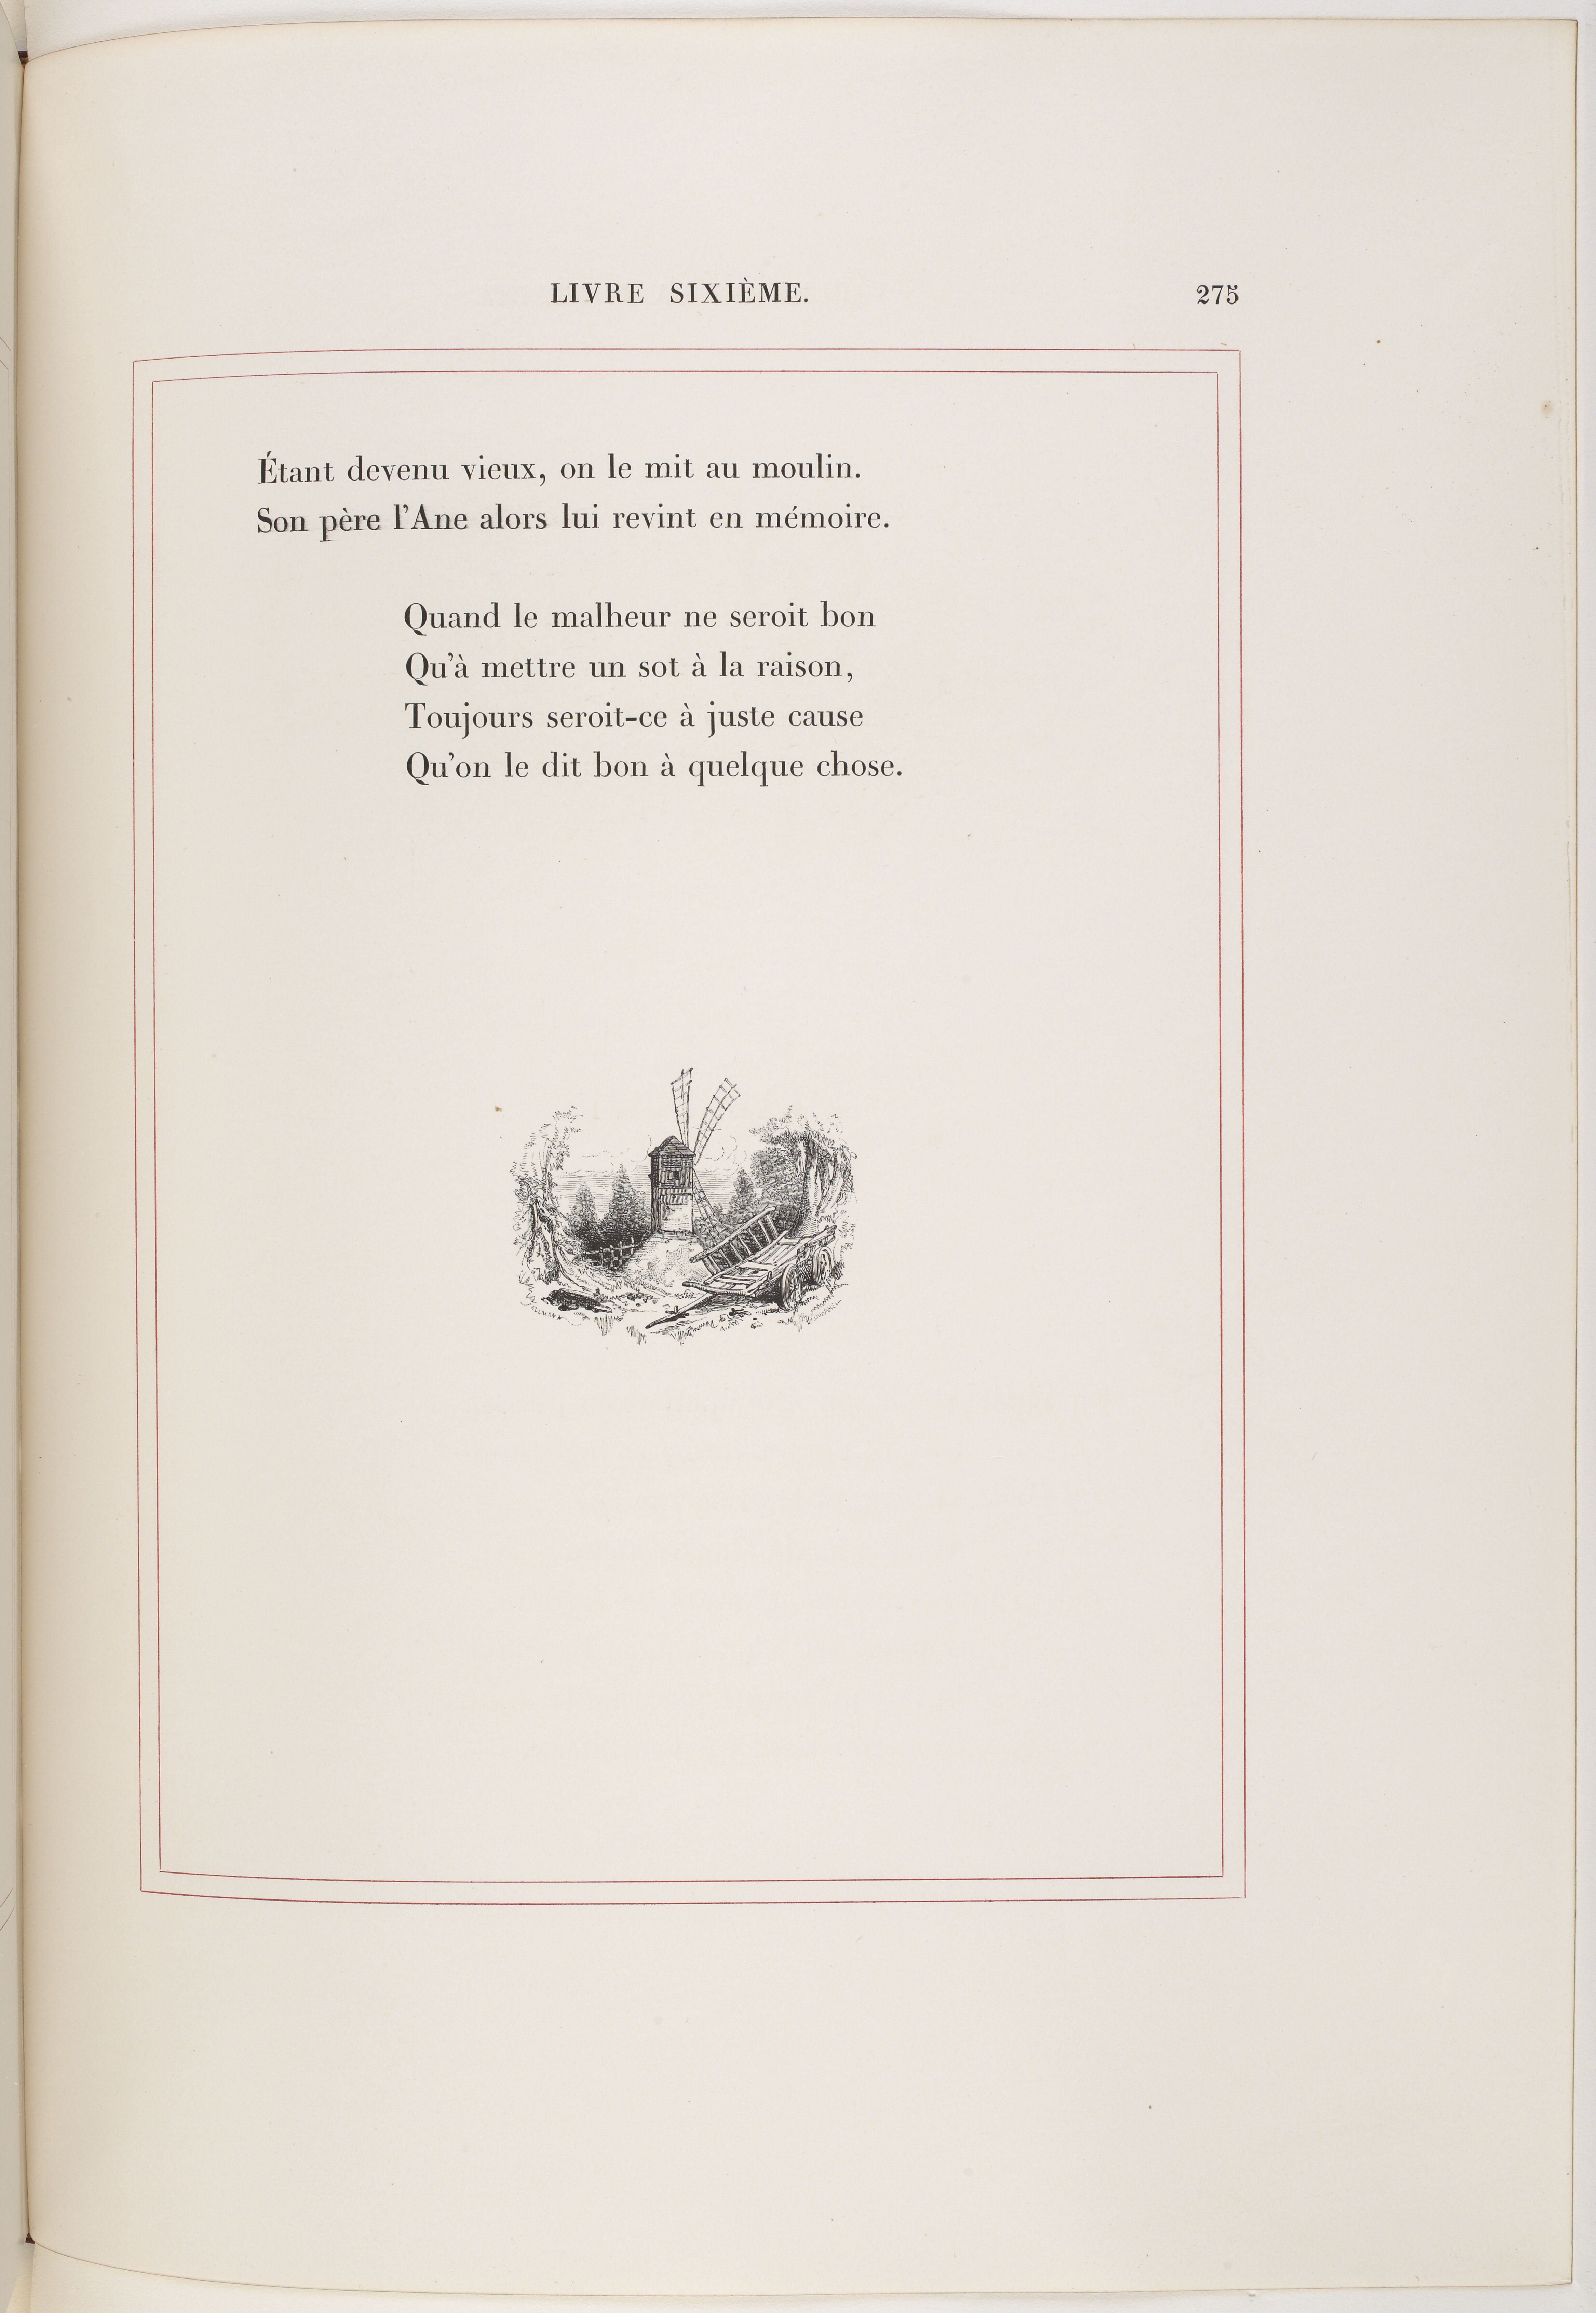 LIVRE SIXIÈME. 275
Étant devenu vieux, on le mit au moulin.
Son père l'Ane alors lui revint en mémoire.
Quand le malheur ne seroit bon
Qu'à mettre un sot à la raison,
Toujours seroit-ce à juste cause
Qu'on le dit bon à quelque chose.